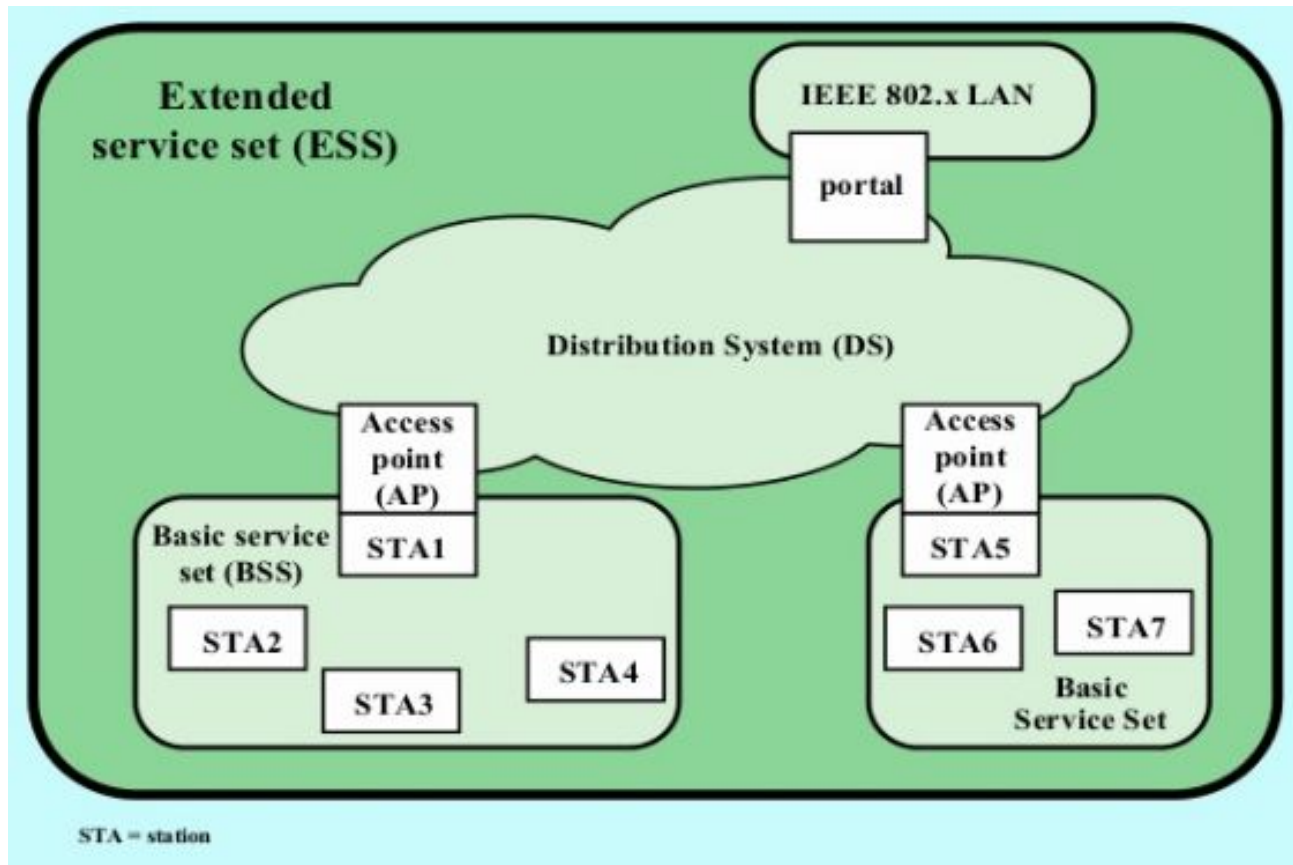 Extended
service set (ESS)
IEEE 802.x LAN
portal
Distribution System (DS)
Access
point
(AP)
STA1
Access
point
(AP)
STA5
Basic service
set (BSS)
STA2
STA3
STA4
STA6
STA7
Basic
Service Set
STA = station